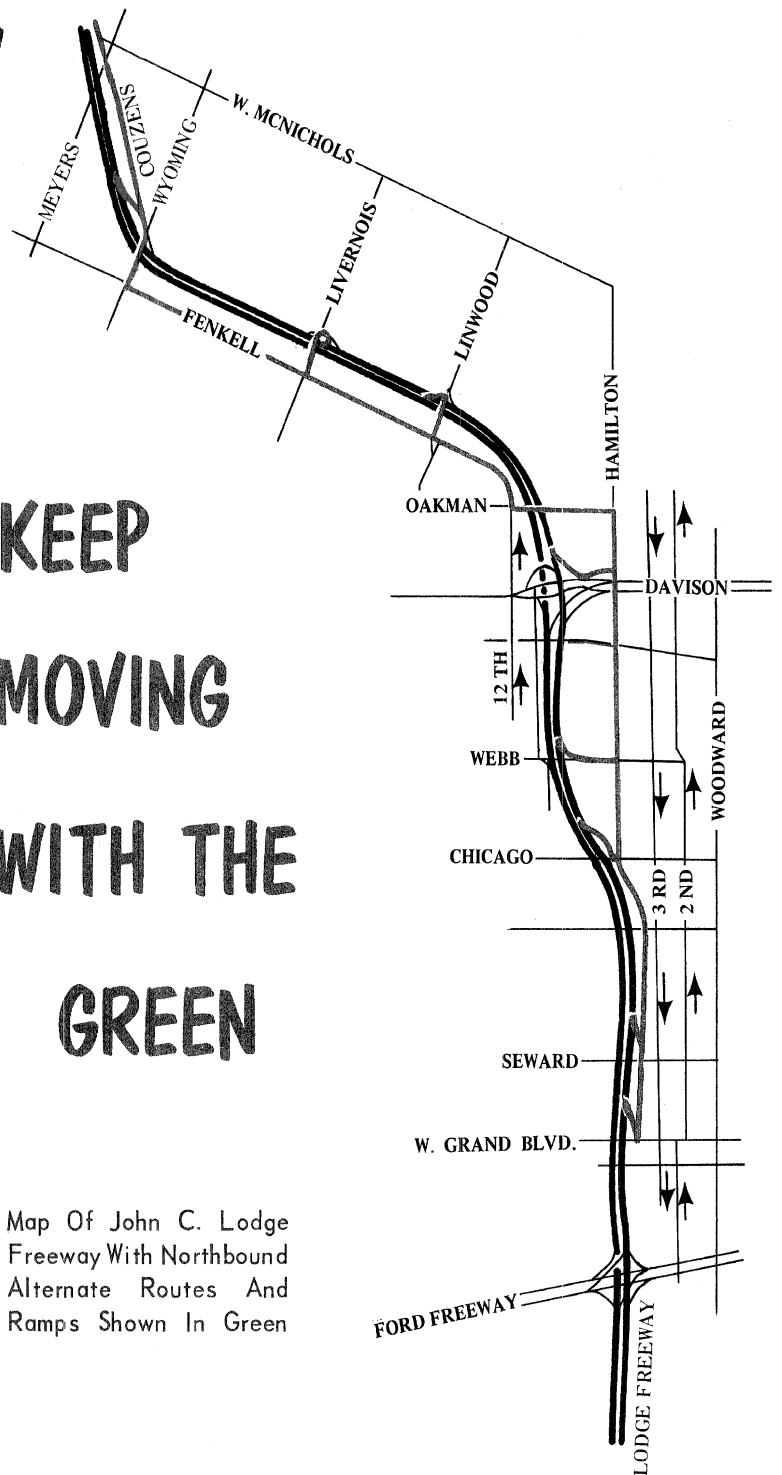 COUZENS
W. MCNICHOLS
MEYERS
WYOMING
LIVERNOIS
FENKELL
LINWOOD
HAMILTON
OAKMAN
DAVISON
12 TH
WEBB
WOODWARD
CHICAGO
3 RD
2 ND
SEWARD
W. GRAND BLVD.
FORD FREEWAY
LODGE FREEWAY
KEEP
MOVING
WITH THE
GREEN
Map Of John C. Lodge
Freeway With Northbound
Alternate Routes And
Ramps Shown In Green